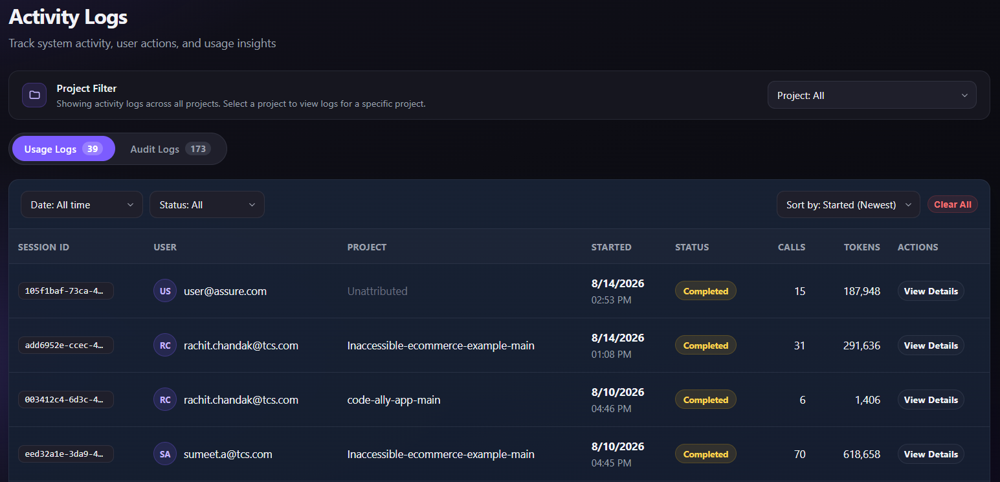 Activity Logs
Track system activity, user actions, and usage insights
Project Filter
Showing activity logs across all projects. Select a project to view logs for a specific project.
Project: All
Usage Logs 39 Audit Logs 173
Date: All time Status: All Sort by: Started (Newest) Clear All
SESSION ID USER PROJECT STARTED STATUS CALLS TOKENS ACTIONS
105f1baf-73ca-4… US user@assure.com Unattributed 8/14/2026 02:53 PM Completed 15 187,948 View Details
add6952e-ccec-4… RC rachit.chandak@tcs.com Inaccessible-ecommerce-example-main 8/14/2026 01:08 PM Completed 31 291,636 View Details
003412c4-6d3c-4… RC rachit.chandak@tcs.com code-ally-app-main 8/10/2026 04:46 PM Completed 6 1,406 View Details
eed32a1e-3da9-4… SA sumeet.a@tcs.com Inaccessible-ecommerce-example-main 8/10/2026 04:45 PM Completed 70 618,658 View Details